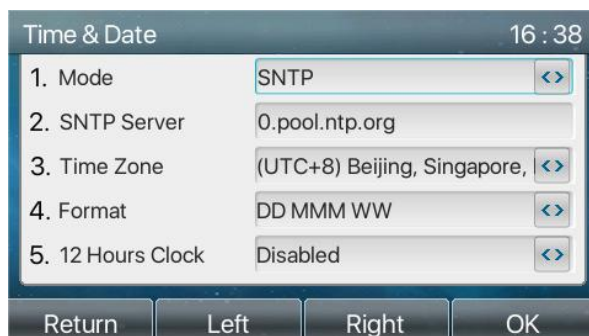 Time & Date 16 : 38
1. Mode SNTP <>
2. SNTP Server 0.pool.ntp.org
3. Time Zone (UTC+8) Beijing, Singapore, <>
4. Format DD MMM WW <>
5. 12 Hours Clock Disabled <>
Return Left Right OK